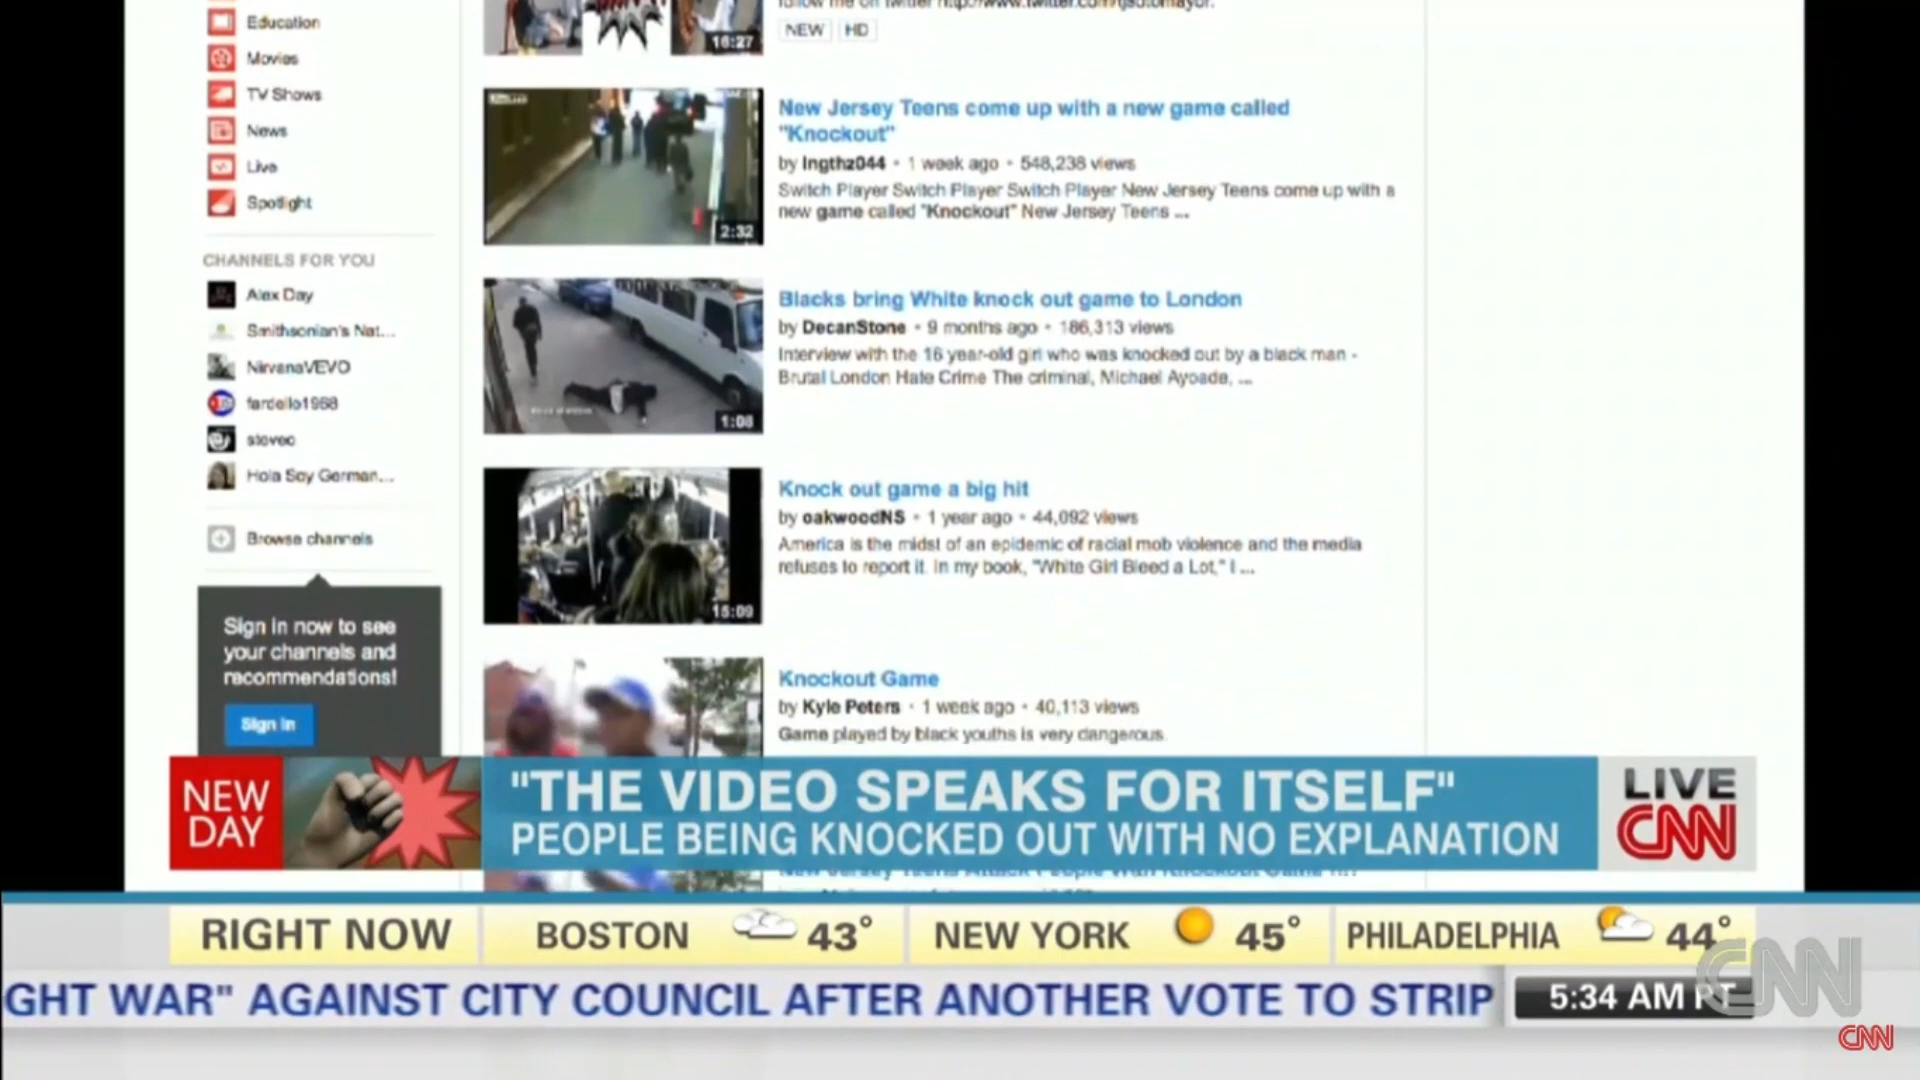 Education
Movies
TV Shows
News
Live
Spotlight
CHANNELS FOR YOU
Alex Day
Smithsonian's Nat...
NirvanaVEVO
fardello1968
steveo
Hola Soy German...
Browse channels
Sign in now to see
your channels and
recommendations!
Sign In
16:27
NEW HD
New Jersey Teens come up with a new game called
"Knockout"
by Ingthz044 • 1 week ago • 548,238 views
Switch Player Switch Player Switch Player New Jersey Teens come up with a
new game called "Knockout" New Jersey Teens ...
2:32
Blacks bring White knock out game to London
by DecanStone • 9 months ago • 186,313 views
Interview with the 16 year-old girl who was knocked out by a black man -
Brutal London Hate Crime The criminal, Michael Ayoade, ...
1:08
Knock out game a big hit
by oakwoodNS • 1 year ago • 44,092 views
America is the midst of an epidemic of racial mob violence and the media
refuses to report it. In my book, "White Girl Bleed a Lot," I ...
15:09
Knockout Game
by Kyle Peters • 1 week ago • 40,113 views
Game played by black youths is very dangerous.
NEW
DAY
"THE VIDEO SPEAKS FOR ITSELF"
PEOPLE BEING KNOCKED OUT WITH NO EXPLANATION
LIVE
CNN
RIGHT NOW BOSTON 43° NEW YORK 45° PHILADELPHIA 44°
GHT WAR" AGAINST CITY COUNCIL AFTER ANOTHER VOTE TO STRIP
5:34 AM PT
CNN
CNN